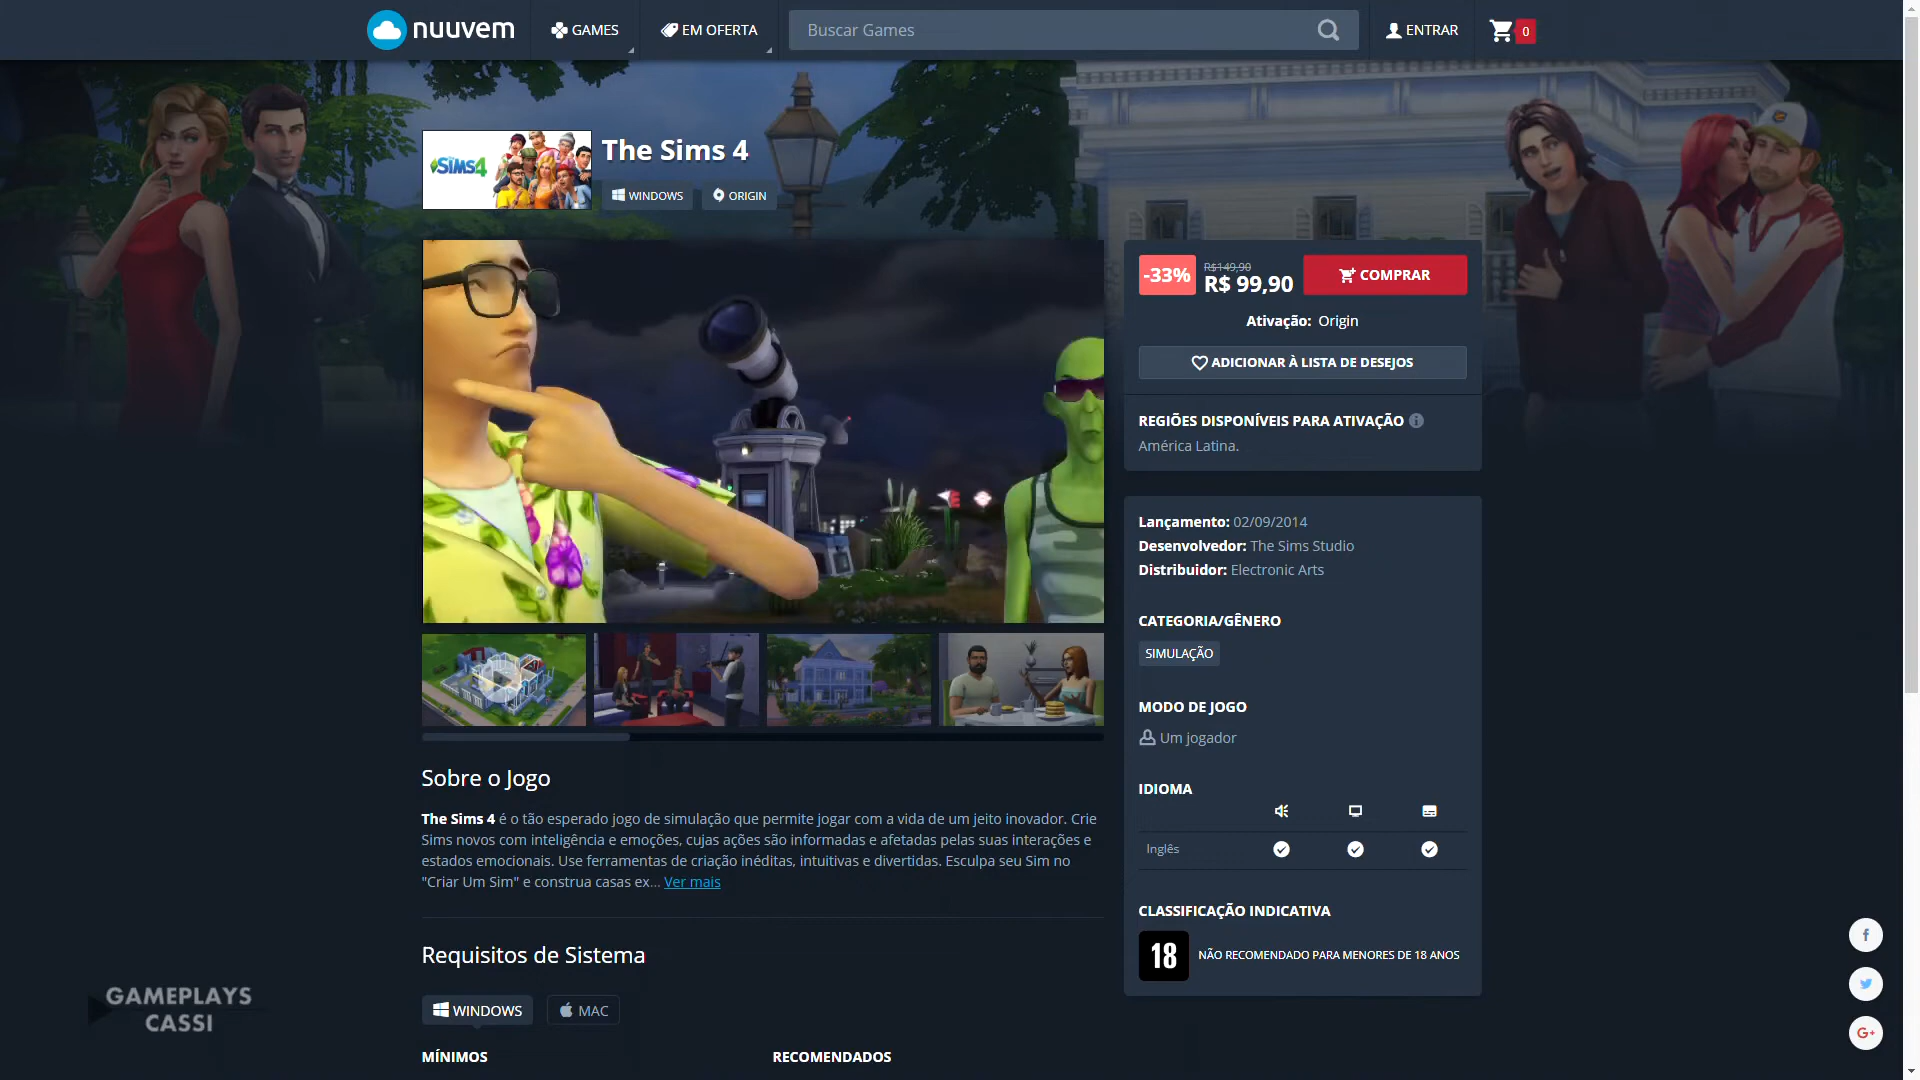 nuuvem
GAMES
EM OFERTA
Buscar Games
ENTRAR
0
The Sims 4
THE SIMS 4
WINDOWS
ORIGIN
-33%
R$149,90
R$ 99,90
COMPRAR
Ativação: Origin
ADICIONAR À LISTA DE DESEJOS
REGIÕES DISPONÍVEIS PARA ATIVAÇÃO
América Latina.
Lançamento: 02/09/2014
Desenvolvedor: The Sims Studio
Distribuidor: Electronic Arts
CATEGORIA/GÊNERO
SIMULAÇÃO
MODO DE JOGO
Um jogador
IDIOMA
Inglês
CLASSIFICAÇÃO INDICATIVA
18
NÃO RECOMENDADO PARA MENORES DE 18 ANOS
Sobre o Jogo
The Sims 4 é o tão esperado jogo de simulação que permite jogar com a vida de um jeito inovador. Crie
Sims novos com inteligência e emoções, cujas ações são informadas e afetadas pelas suas interações e
estados emocionais. Use ferramentas de criação inéditas, intuitivas e divertidas. Esculpa seu Sim no
"Criar Um Sim" e construa casas ex... Ver mais
Requisitos de Sistema
WINDOWS
MAC
MÍNIMOS
RECOMENDADOS
GAMEPLAYS
CASSI
f
G+